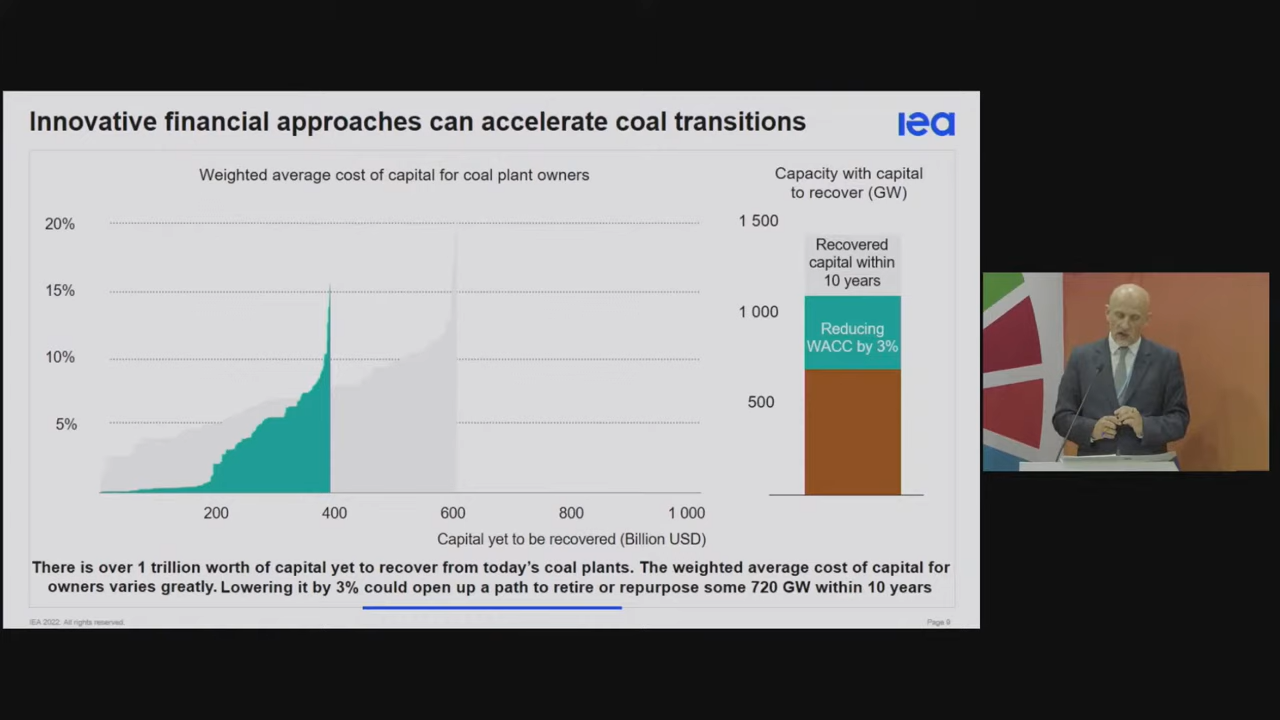 Innovative financial approaches can accelerate coal transitions
iea
Weighted average cost of capital for coal plant owners
20%
15%
10%
5%
200
400
600
800
1 000
Capital yet to be recovered (Billion USD)
Capacity with capital
to recover (GW)
1 500
1 000
500
Recovered
capital within
10 years
Reducing
WACC by 3%
There is over 1 trillion worth of capital yet to recover from today's coal plants. The weighted average cost of capital for
owners varies greatly. Lowering it by 3% could open up a path to retire or repurpose some 720 GW within 10 years
IEA 2022. All rights reserved.
Page 9